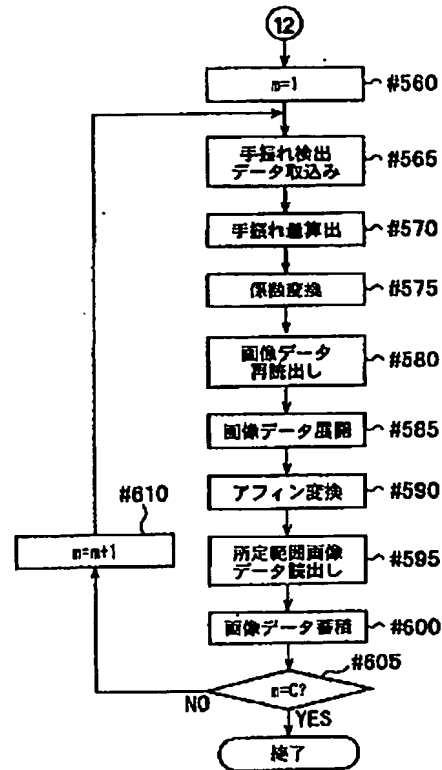 12
m=1
#560
手振れ検出
データ取込み
#565
手振れ量算出
#570
係数変換
#575
画像データ
再読出し
#580
画像データ展開
#585
アフィン変換
#590
#610
m=m+1
所定範囲画像
データ読出し
#595
画像データ蓄積
#600
#605
m=C?
NO
YES
終了